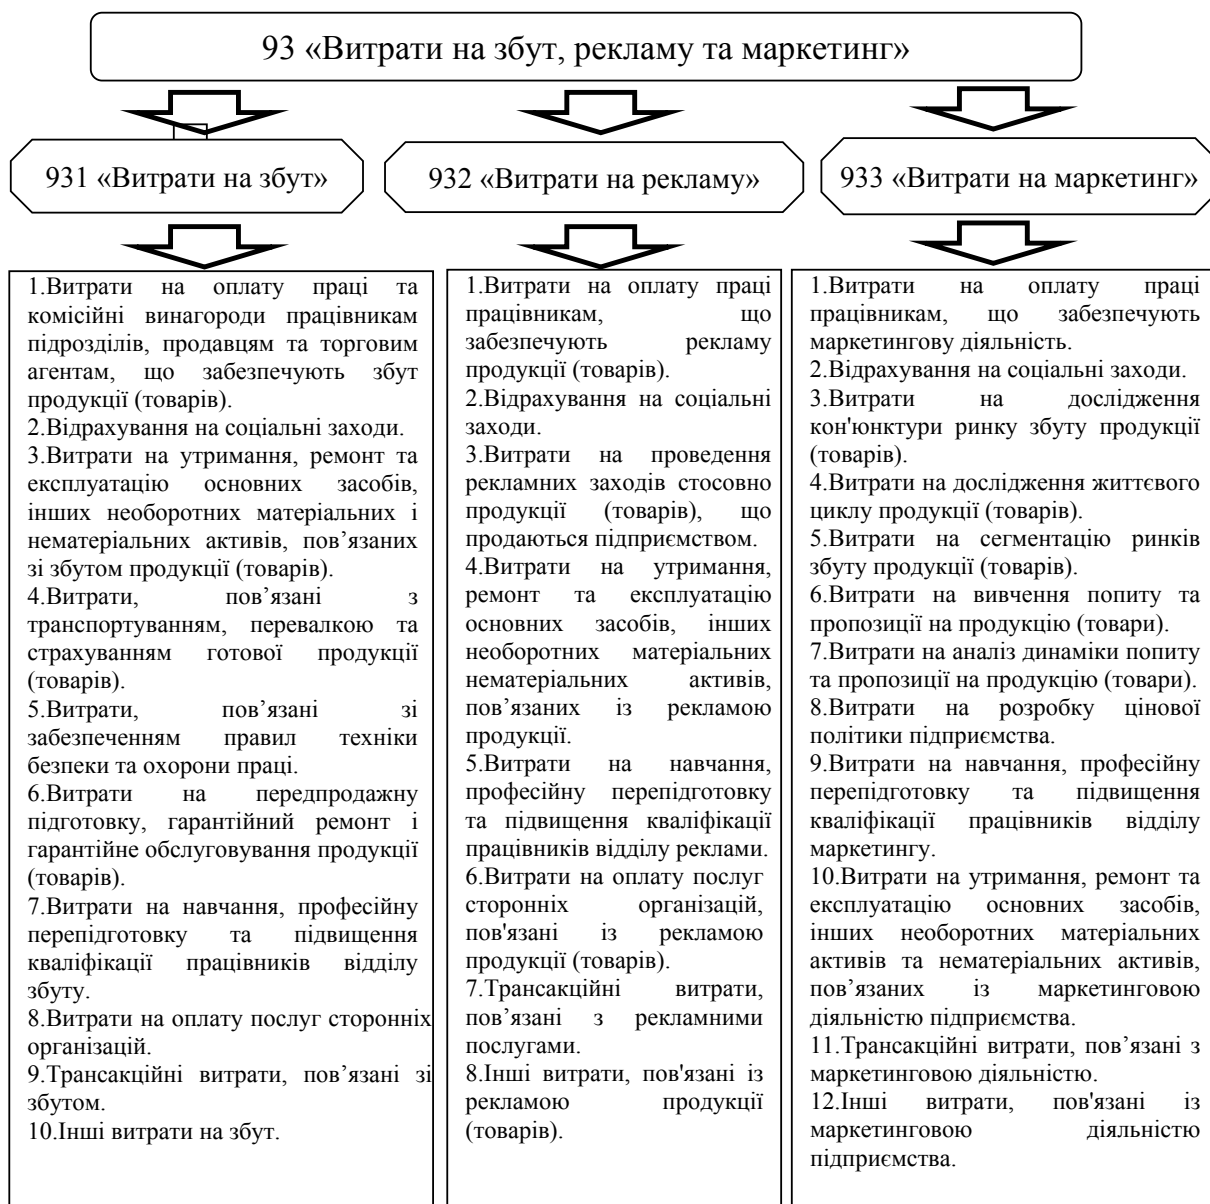 93 «Витрати на збут, рекламу та маркетинг»
931 «Витрати на збут»
932 «Витрати на рекламу»
933 «Витрати на маркетинг»
1.Витрати на оплату праці та
комісійні винагороди працівникам
підрозділів, продавцям та торговим
агентам, що забезпечують збут
продукції (товарів).
2.Відрахування на соціальні заходи.
3.Витрати на утримання, ремонт та
експлуатацію основних засобів,
інших необоротних матеріальних і
нематеріальних активів, пов’язаних
зі збутом продукції (товарів).
4.Витрати, пов’язані з
транспортуванням, перевалкою та
страхуванням готової продукції
(товарів).
5.Витрати, пов’язані зі
забезпеченням правил техніки
безпеки та охорони праці.
6.Витрати на передпродажну
підготовку, гарантійний ремонт і
гарантійне обслуговування продукції
(товарів).
7.Витрати на навчання, професійну
перепідготовку та підвищення
кваліфікації працівників відділу
збуту.
8.Витрати на оплату послуг сторонніх
організацій.
9.Трансакційні витрати, пов’язані зі
збутом.
10.Інші витрати на збут.
1.Витрати на оплату праці
працівникам, що
забезпечують рекламу
продукції (товарів).
2.Відрахування на соціальні
заходи.
3.Витрати на проведення
рекламних заходів стосовно
продукції (товарів), що
продаються підприємством.
4.Витрати на утримання,
ремонт та експлуатацію
основних засобів, інших
необоротних матеріальних
нематеріальних активів,
пов’язаних із рекламою
продукції.
5.Витрати на навчання,
професійну перепідготовку
та підвищення кваліфікації
працівників відділу реклами.
6.Витрати на оплату послуг
сторонніх організацій,
пов'язані із рекламою
продукції (товарів).
7.Трансакційні витрати,
пов’язані з рекламними
послугами.
8.Інші витрати, пов'язані із
рекламою продукції
(товарів).
1.Витрати на оплату праці
працівникам, що забезпечують
маркетингову діяльність.
2.Відрахування на соціальні заходи.
3.Витрати на дослідження
кон'юнктури ринку збуту продукції
(товарів).
4.Витрати на дослідження життєвого
циклу продукції (товарів).
5.Витрати на сегментацію ринків
збуту продукції (товарів).
6.Витрати на вивчення попиту та
пропозиції на продукцію (товари).
7.Витрати на аналіз динаміки попиту
та пропозиції на продукцію (товари).
8.Витрати на розробку цінової
політики підприємства.
9.Витрати на навчання, професійну
перепідготовку та підвищення
кваліфікації працівників відділу
маркетингу.
10.Витрати на утримання, ремонт та
експлуатацію основних засобів,
інших необоротних матеріальних
активів та нематеріальних активів,
пов’язаних із маркетинговою
діяльністю підприємства.
11.Трансакційні витрати, пов’язані з
маркетинговою діяльністю.
12.Інші витрати, пов'язані із
маркетинговою діяльністю
підприємства.